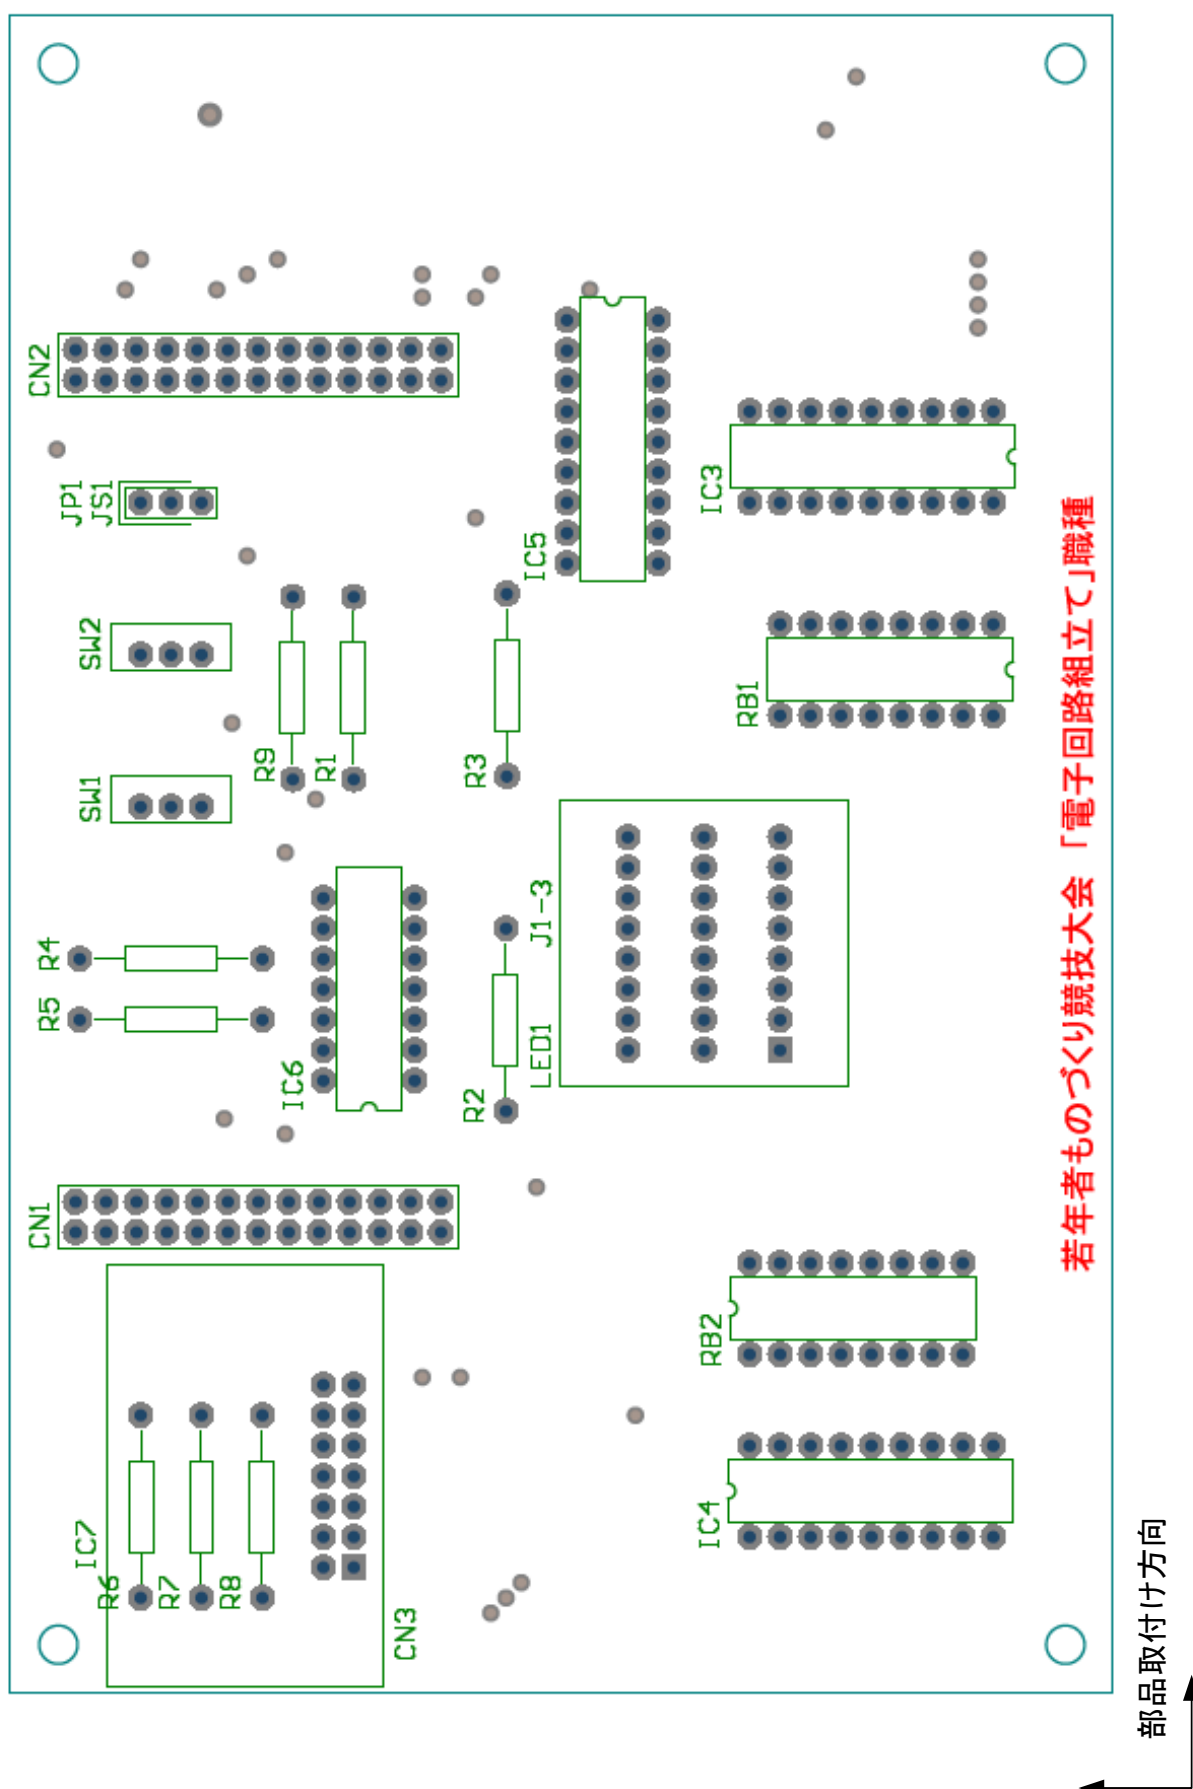 CN2
JP1
JS1
SW2
SW1
R9
R1
R3
IC5
IC3
RB1
R4
R5
IC6
R2
LED1
J1-3
CN1
IC7
R6
R7
R8
CN3
RB2
IC4
若年者ものづくり競技大会 「電子回路組立て」職種
部品取付け方向